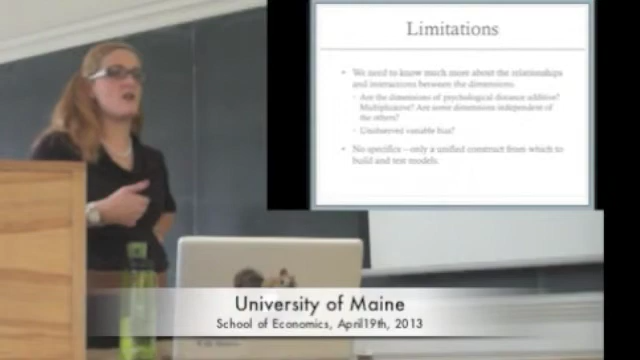 Limitations
• We need to know much more about the relationships
and interactions between the dimensions.
◦ Are the dimensions of psychological distance additive?
Multiplicative? Are some dimensions independent of
the others?
◦ Unobserved variable bias?
• No specifics – only a unified construct from which to
build and test models.
University of Maine
School of Economics, April19th, 2013